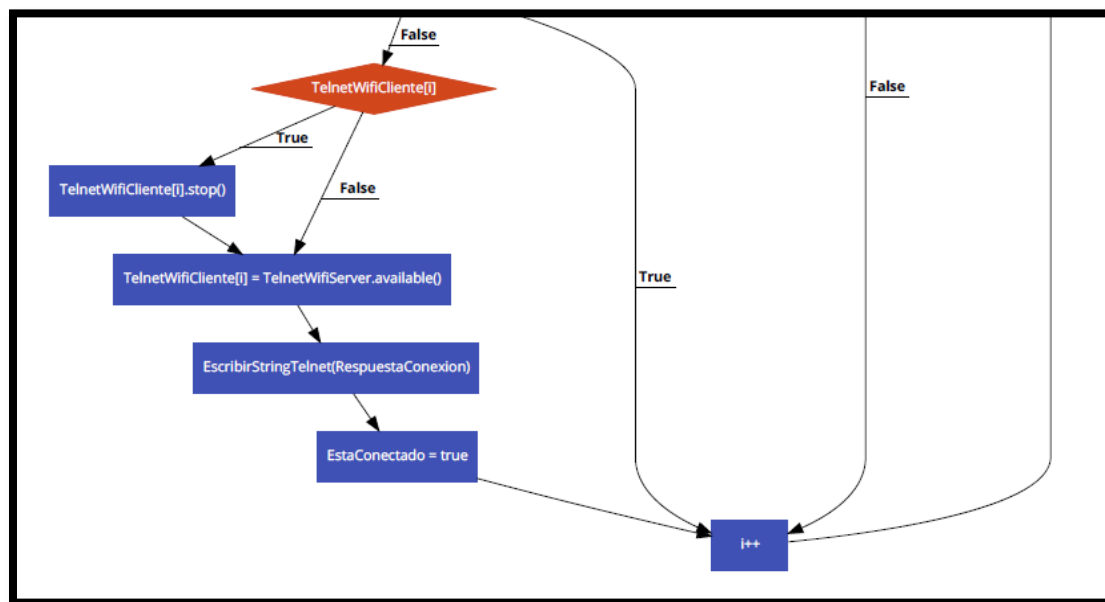 False
TelnetWifiCliente[i]
False
True
TelnetWifiCliente[i].stop()
False
TelnetWifiCliente[i] = TelnetWifiServer.available()
True
EscribirStringTelnet(RespuestaConexion)
EstaConectado = true
i++